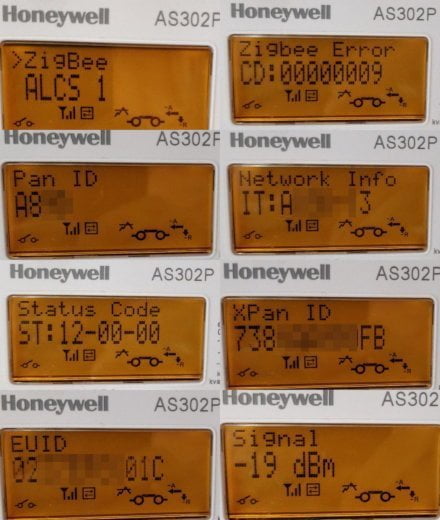 Honeywell
AS302P
>ZigBee
ALCS 1
Honeywell
AS302P
Zigbee Error
CD:00000009
Honeywell
AS302P
Pan ID
A8
Honeywell
AS302P
Network Info
IT:A 3
Honeywell
AS302P
Status Code
ST:12-00-00
Honeywell
AS302P
XPan ID
738 FB
Honeywell
AS302P
EUID
02 01C
Honeywell
AS302
Signal
-19 dBm